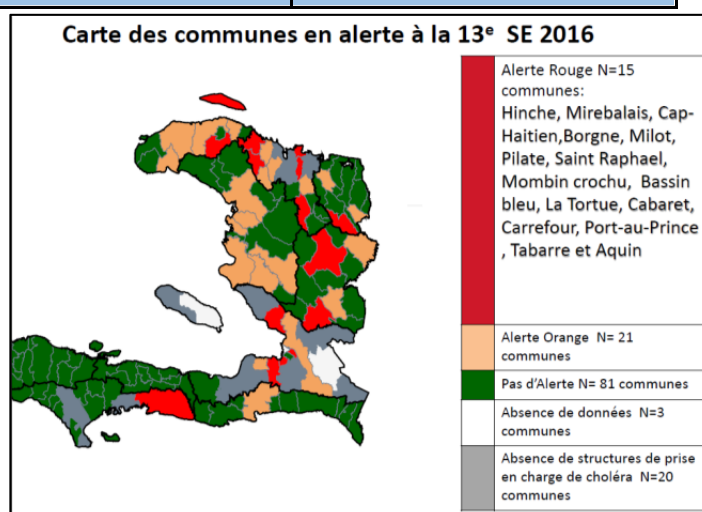 Carte des communes en alerte à la 13e SE 2016
Alerte Rouge N=15
communes:
Hinche, Mirebalais, Cap-
Haitien,Borgne, Milot,
Pilate, Saint Raphael,
Mombin crochu, Bassin
bleu, La Tortue, Cabaret,
Carrefour, Port-au-Prince
, Tabarre et Aquin
Alerte Orange N= 21
communes
Pas d'Alerte N= 81 communes
Absence de données N=3
communes
Absence de structures de prise
en charge de choléra N=20
communes